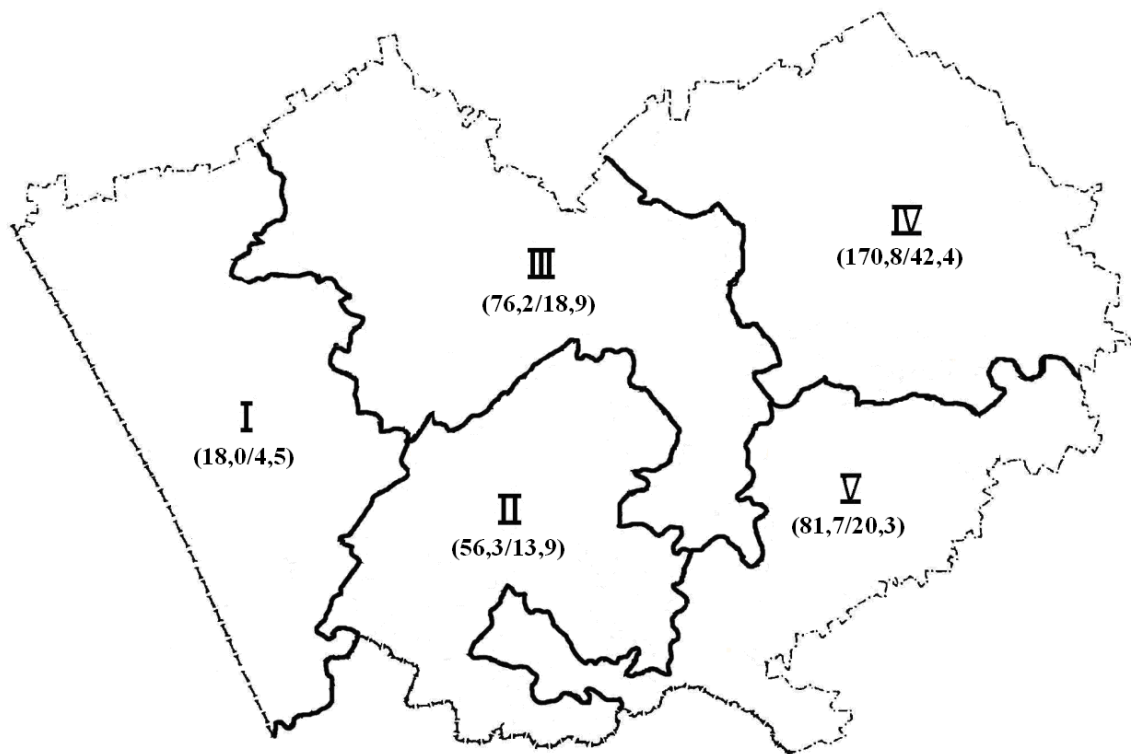 IV
(170,8/42,4)
III
(76,2/18,9)
I
(18,0/4,5)
II
(56,3/13,9)
V
(81,7/20,3)